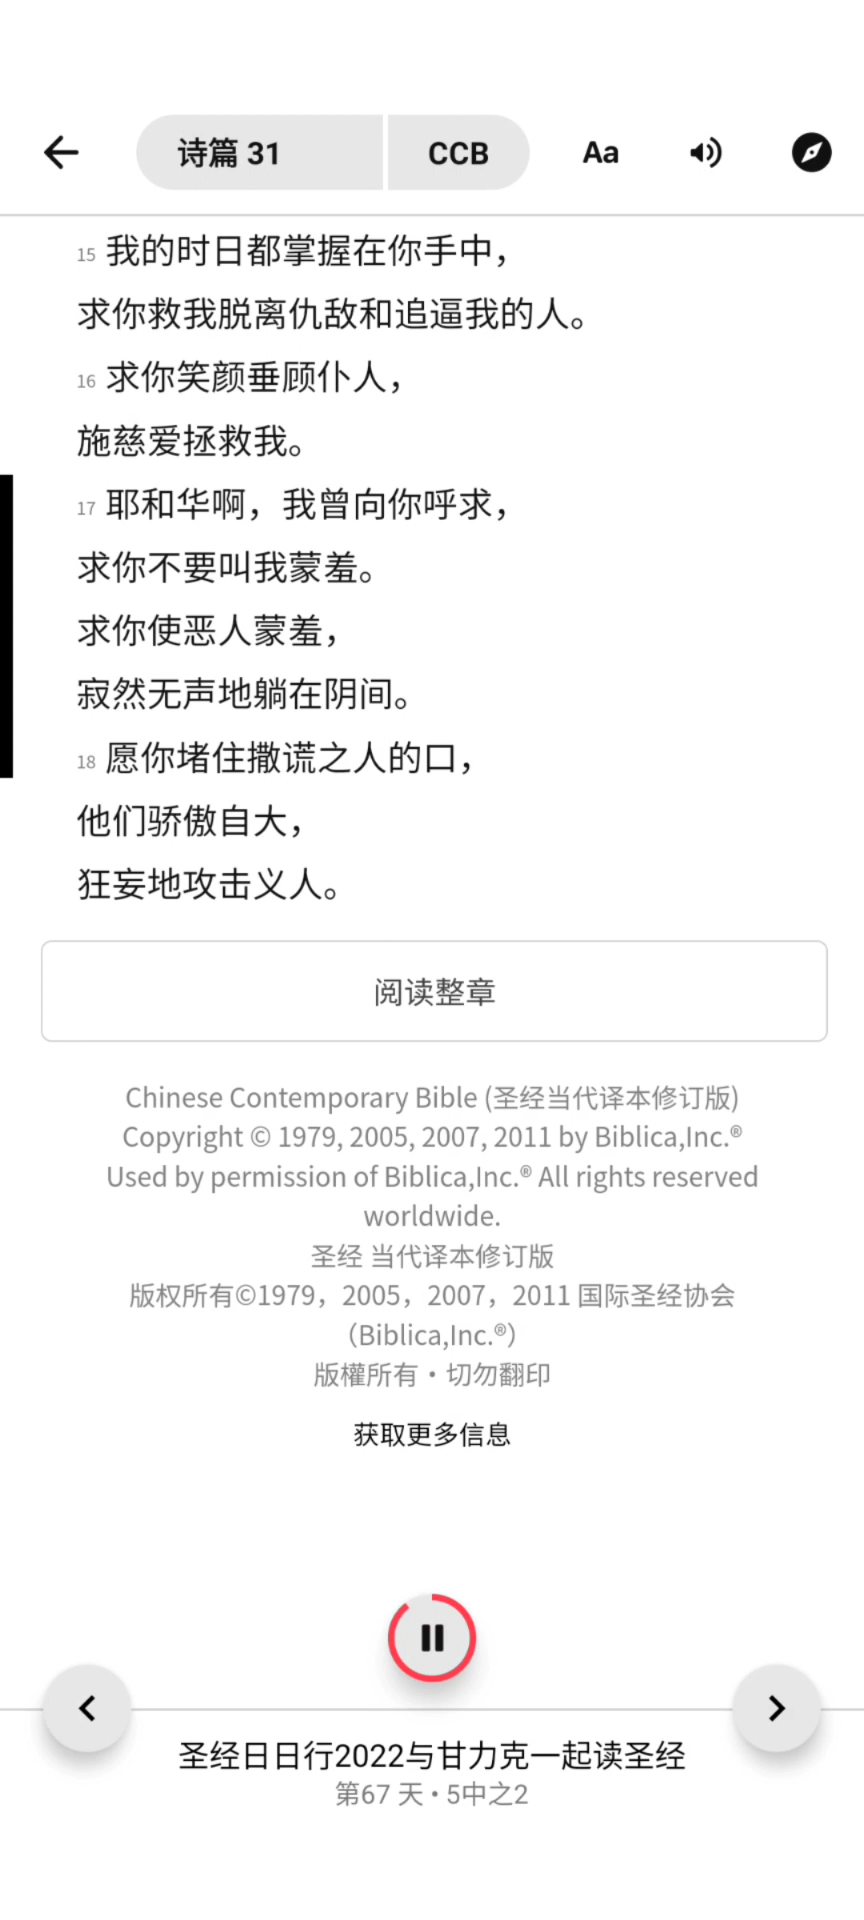 诗篇 31 CCB Aa
15 我的时日都掌握在你手中，
求你救我脱离仇敌和追逼我的人。
16 求你笑颜垂顾仆人，
施慈爱拯救我。
17 耶和华啊，我曾向你呼求，
求你不要叫我蒙羞。
求你使恶人蒙羞，
寂然无声地躺在阴间。
18 愿你堵住撒谎之人的口，
他们骄傲自大，
狂妄地攻击义人。
阅读整章
Chinese Contemporary Bible (圣经当代译本修订版)
Copyright © 1979, 2005, 2007, 2011 by Biblica,Inc.®
Used by permission of Biblica,Inc.® All rights reserved
worldwide.
圣经 当代译本修订版
版权所有©1979，2005，2007，2011 国际圣经协会
（Biblica,Inc.®）
版權所有・切勿翻印
获取更多信息
圣经日日行2022与甘力克一起读圣经
第67 天 • 5中之2